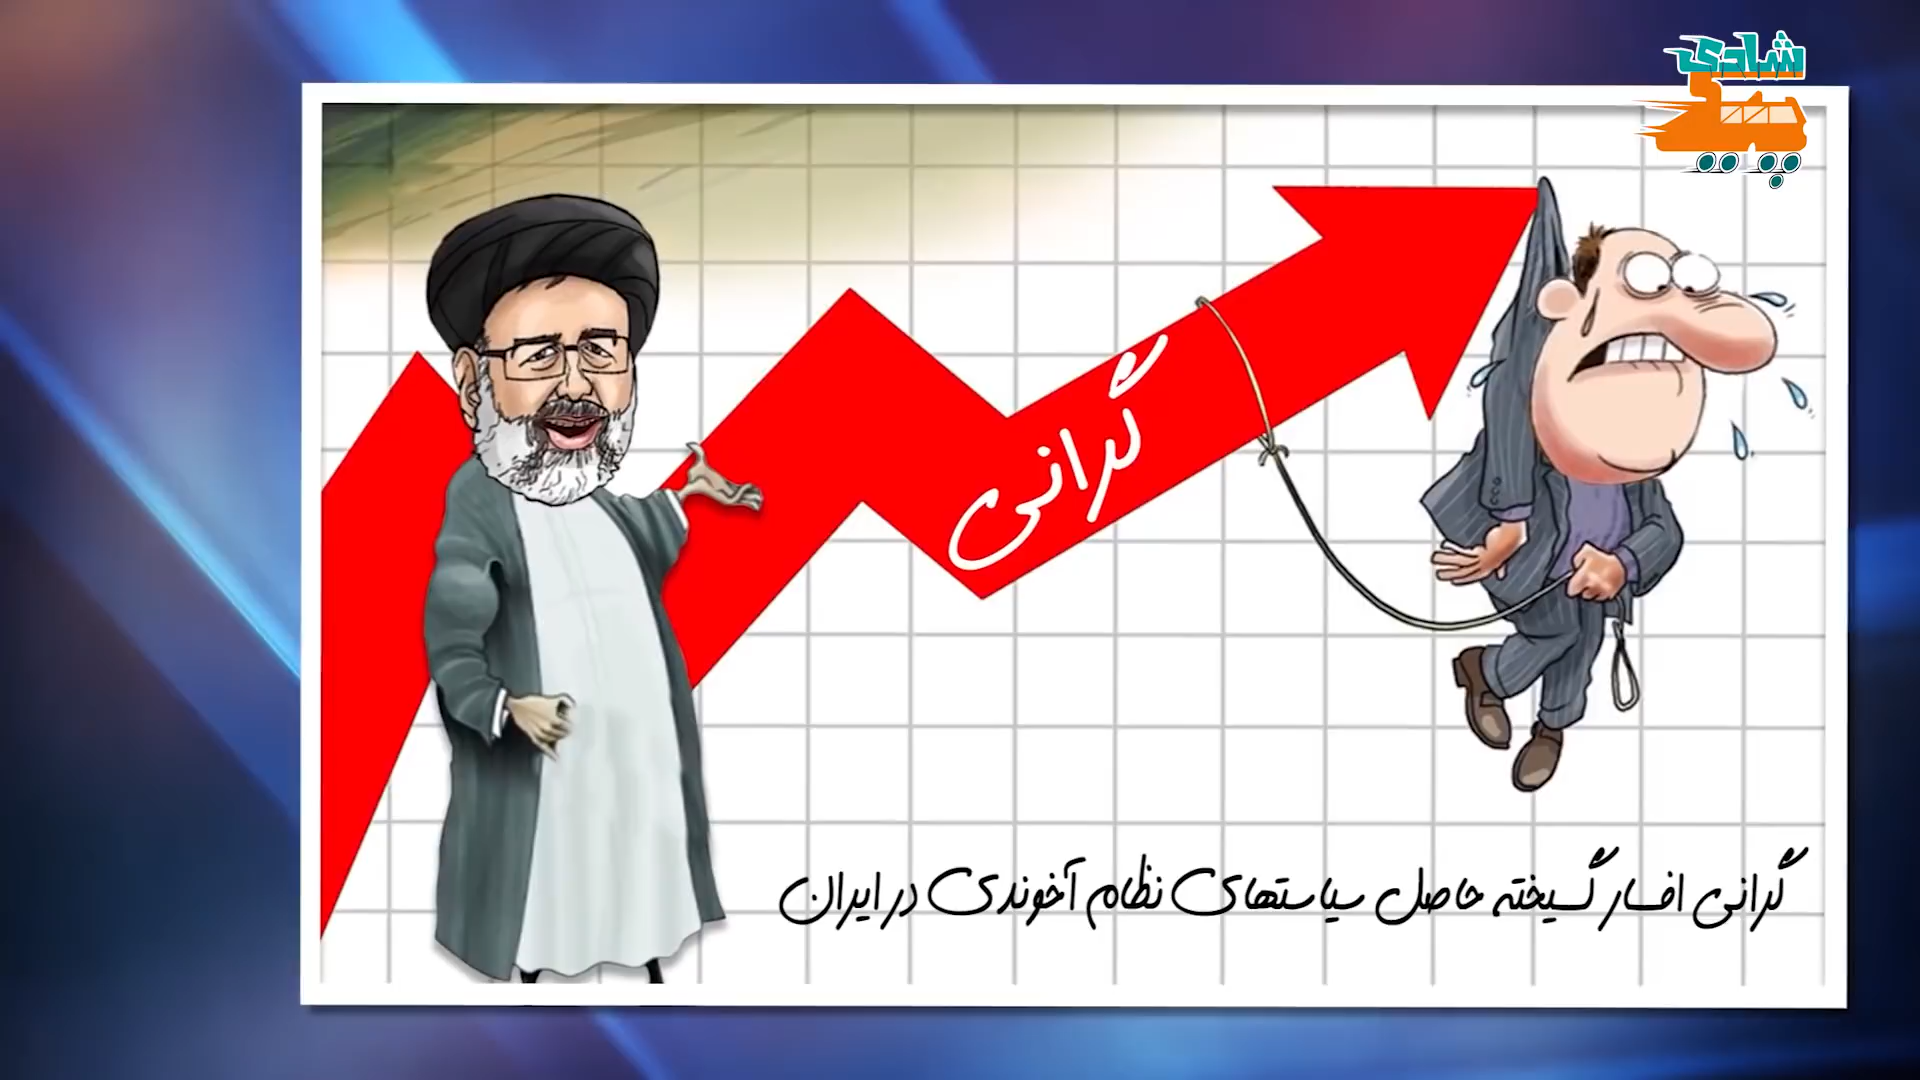 شادی
گرانی
گرانی افسار گسیخته حاصل سیاستهای نظام آخوندی در ایران